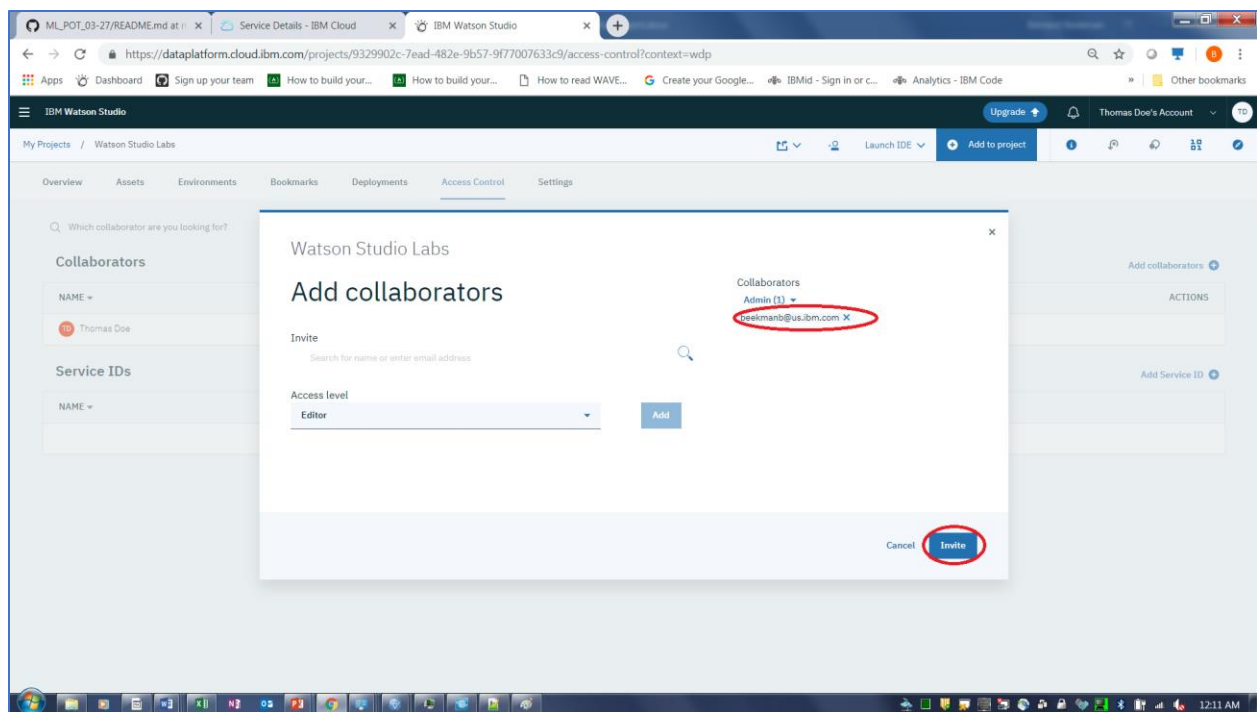 ML_POT_03-27/README.md at
Service Details - IBM Cloud
IBM Watson Studio
https://dataplatform.cloud.ibm.com/projects/9329902c-7ead-482e-9b57-9f77007633c9/access-control?context=wdp
B
Apps
Dashboard
Sign up your team
How to build your...
How to build your...
How to read WAVE...
Create your Google...
IBMid - Sign in or c...
Analytics - IBM Code
»
Other bookmarks
IBM Watson Studio
Upgrade
Thomas Doe's Account
TD
My Projects / Watson Studio Labs
Launch IDE
Add to project
Overview
Assets
Environments
Bookmarks
Deployments
Access Control
Settings
Which collaborator are you looking for?
Collaborators
Add collaborators
NAME
ACTIONS
TD Thomas Doe
Service IDs
Add Service ID
NAME
Watson Studio Labs
Add collaborators
Invite
Search for name or enter email address
Access level
Editor
Add
Collaborators
Admin (1)
beekmanb@us.ibm.com
Cancel
Invite
12:11 AM